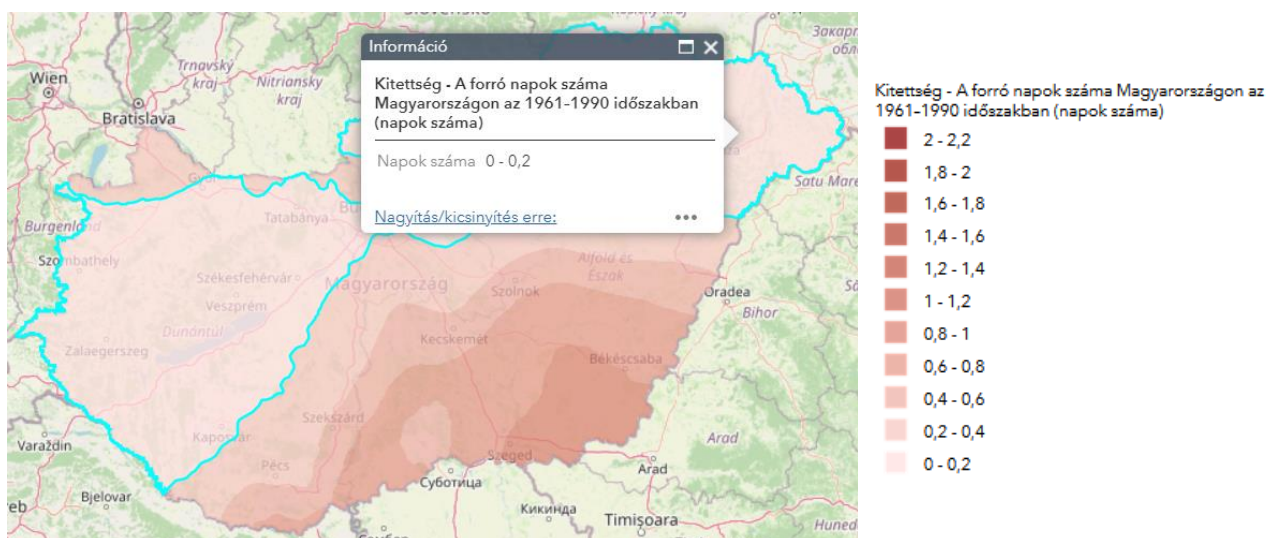 Wien
Bratislava
Trnavský
kraj
Nitriansky
kraj
Információ
Kitettség - A forró napok száma
Magyarországon az 1961-1990 időszakban
(napok száma)
Napok száma 0 - 0,2
Nagyítás/kicsinyítés erre:
Satu Mare
Győr
Tatabánya
Szombathely
Székesfehérvár
Veszprém
Magyarország
Szolnok
Alföld és
Észak
Oradea
Bihor
Dunántúl
Zalaegerszeg
Kecskemét
Békéscsaba
Szekszárd
Kaposvár
Pécs
Szeged
Varaždin
Bjelovar
Суботица
Кикинда
Arad
Arad
Timișoara
Kitettség - A forró napok száma Magyarországon az
1961-1990 időszakban (napok száma)
2 - 2,2
1,8 - 2
1,6 - 1,8
1,4 - 1,6
1,2 - 1,4
1 - 1,2
0,8 - 1
0,6 - 0,8
0,4 - 0,6
0,2 - 0,4
0 - 0,2